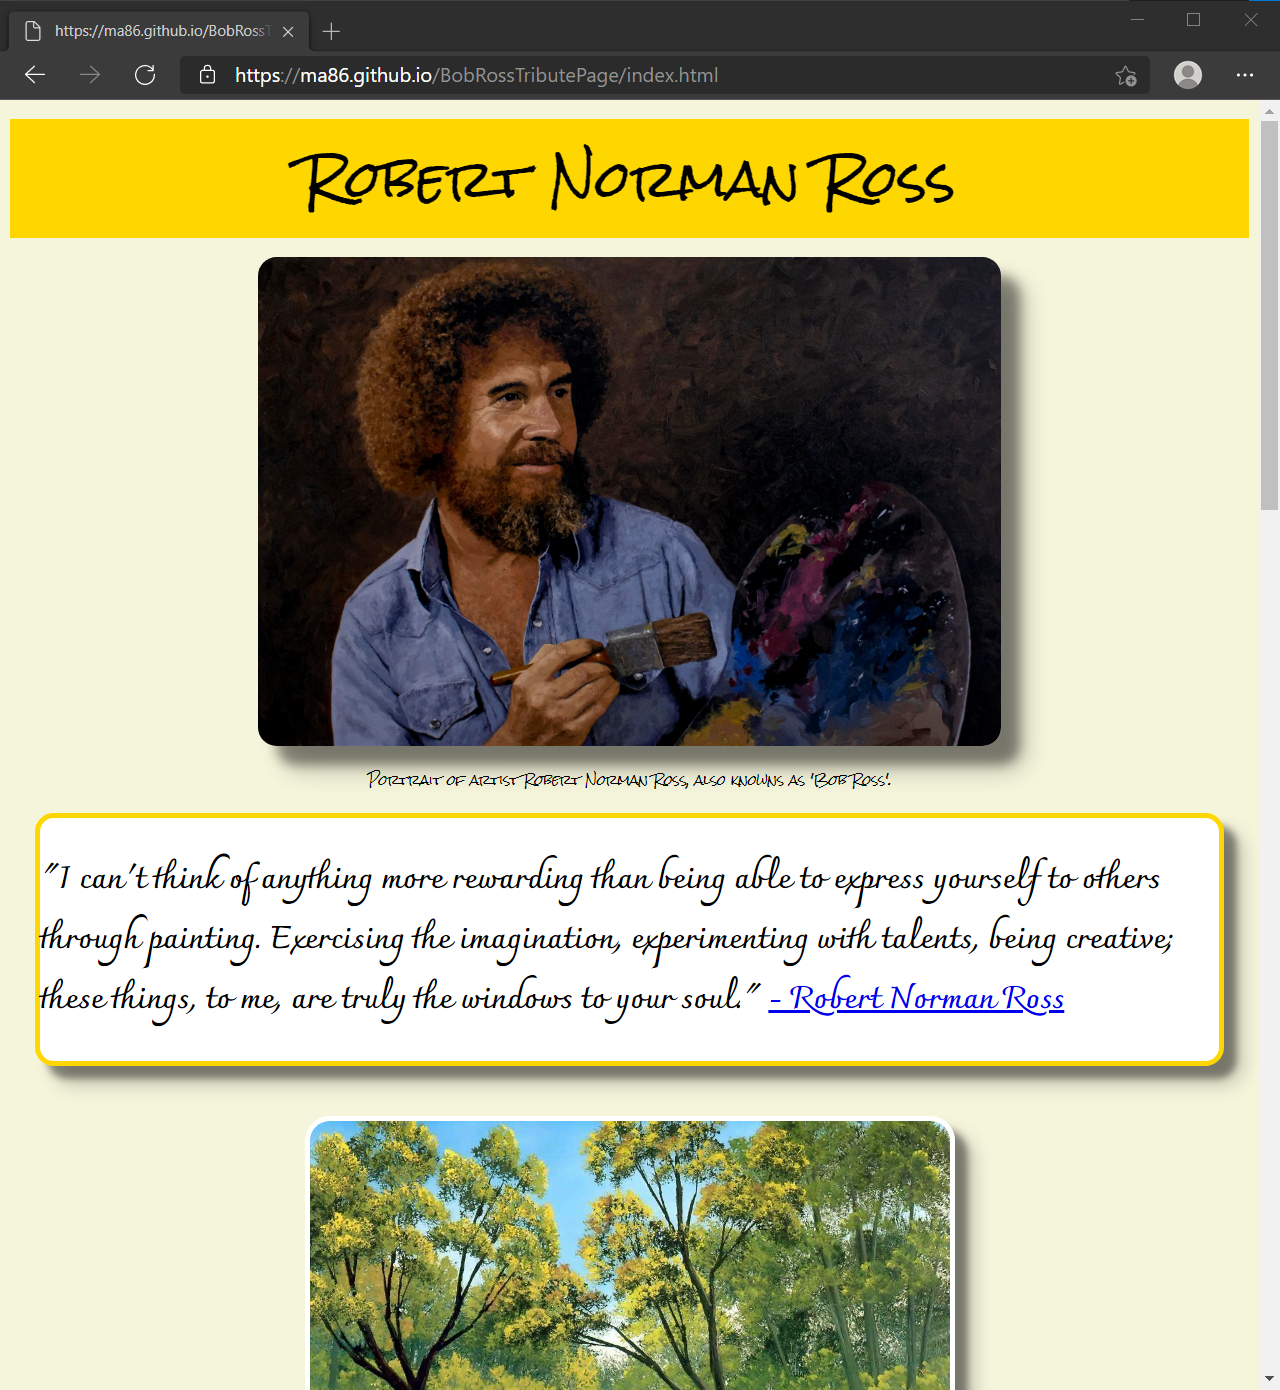 https://ma86.github.io/BobRossT
https://ma86.github.io/BobRossTributePage/index.html
Robert Norman Ross
Portrait of artist Robert Norman Ross, also knowns as 'Bob Ross'.
"I can't think of anything more rewarding than being able to express yourself to others
through painting. Exercising the imagination, experimenting with talents, being creative;
these things, to me, are truly the windows to your soul." - Robert Norman Ross